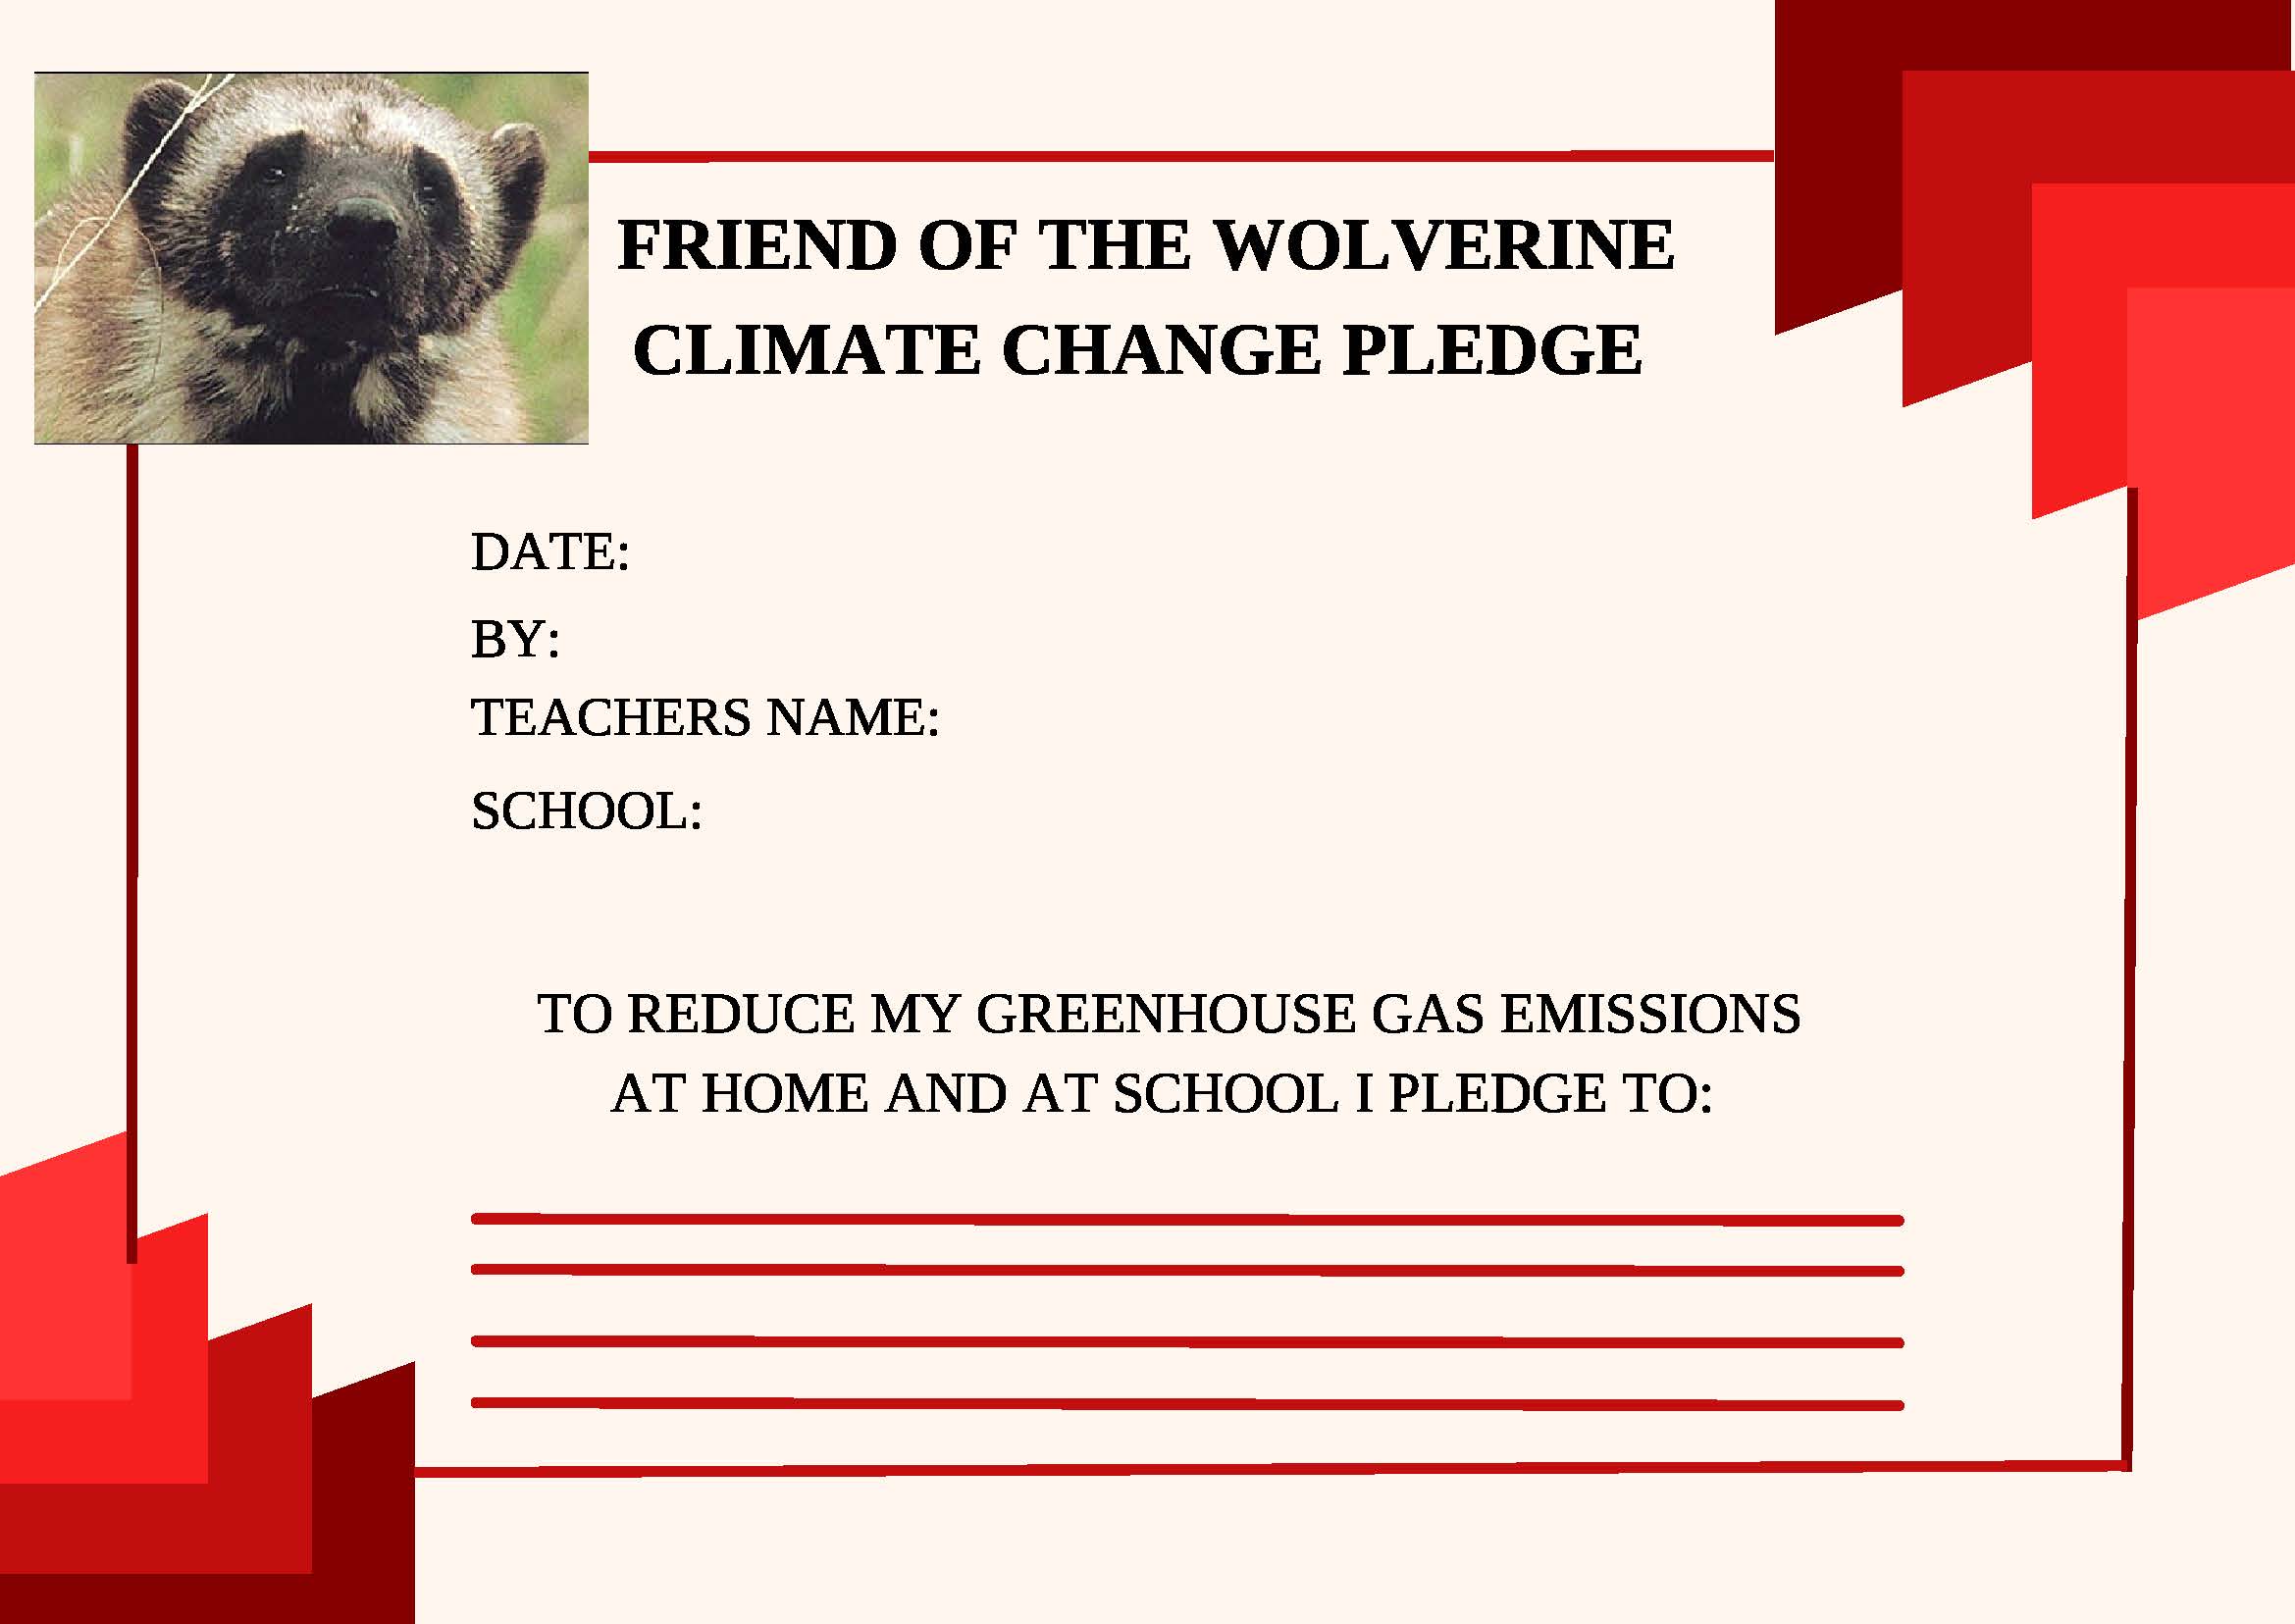 FRIEND OF THE WOLVERINE
CLIMATE CHANGE PLEDGE
DATE:
BY:
TEACHERS NAME:
SCHOOL:
TO REDUCE MY GREENHOUSE GAS EMISSIONS
AT HOME AND AT SCHOOL I PLEDGE TO: